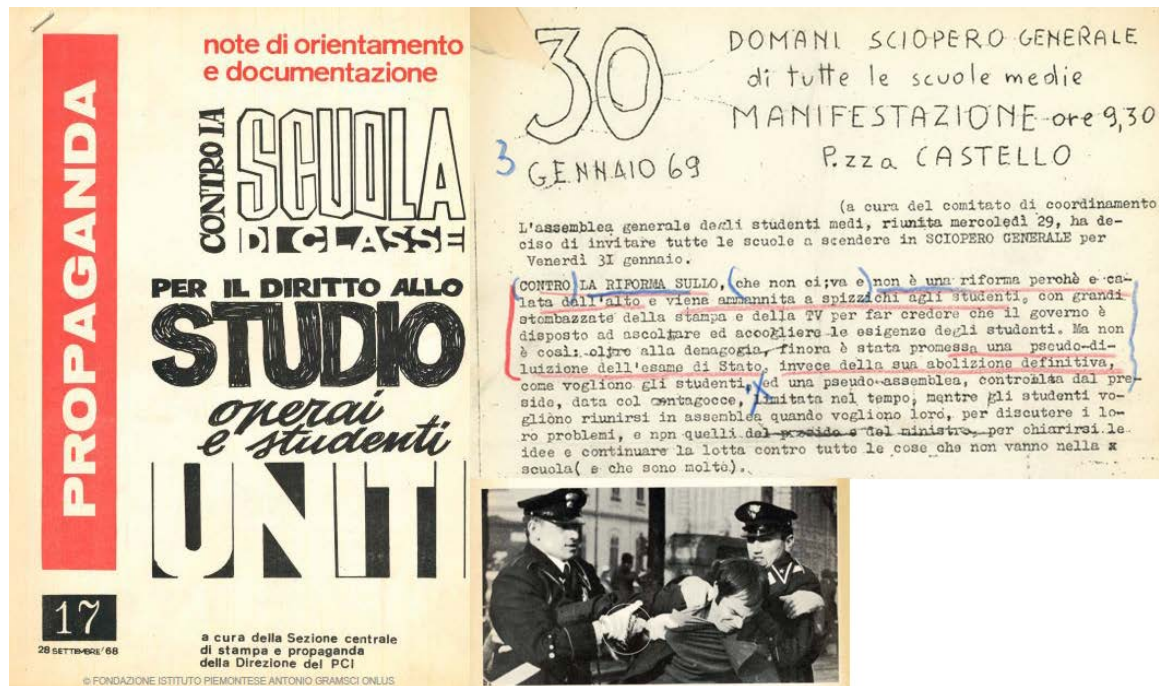 PROPAGANDA
note di orientamento
e documentazione
CONTRO LA
SCUOLA
DI CLASSE
PER IL DIRITTO ALLO
STUDIO
operai
e studenti
UNITI
17
28 SETTEMBRE/68
a cura della Sezione centrale
di stampa e propaganda
della Direzione del PCI
© FONDAZIONE ISTITUTO PIEMONTESE ANTONIO GRAMSCI ONLUS
30
3
GENNAIO 69
DOMANI SCIOPERO GENERALE
di tutte le scuole medie
MANIFESTAZIONE ore 9,30
P.zza CASTELLO
(a cura del comitato di coordinamento
L'assemblea generale degli studenti medi, riunita mercoledì 29, ha de-
ciso di invitare tutte le scuole a scendere in SCIOPERO GENERALE per
Venerdì 3I gennaio.
(CONTRO) LA RIFORMA SULLO, (che non ci;va e) non è una riforma perchè e ca-
lata dall'alto e viene ammannita a spizzichi agli studenti, con grandi
stombazzate della stampa e della TV per far credere che il governo è
disposto ad ascoltare ed accogliere le esigenze degli studenti. Ma non
è così: oltre alla demagogia, finora è stata promessa una pseudo-di-
luizione dell'esame di Stato, invece della sua abolizione definitiva,
come vogliono gli studenti, ed una pseudo-assemblea, controllata dal pre-
side, data col contagocce, limitata nel tempo, mentre gli studenti vo-
gliono riunirsi in assemblea quando vogliono loro, per discutere i lo-
ro problemi, e npn quelli del preside e del ministro, per chiarirsi le
idee e continuare la lotta contro tutte le cose che non vanno nella x
scuola( e che sono molte).